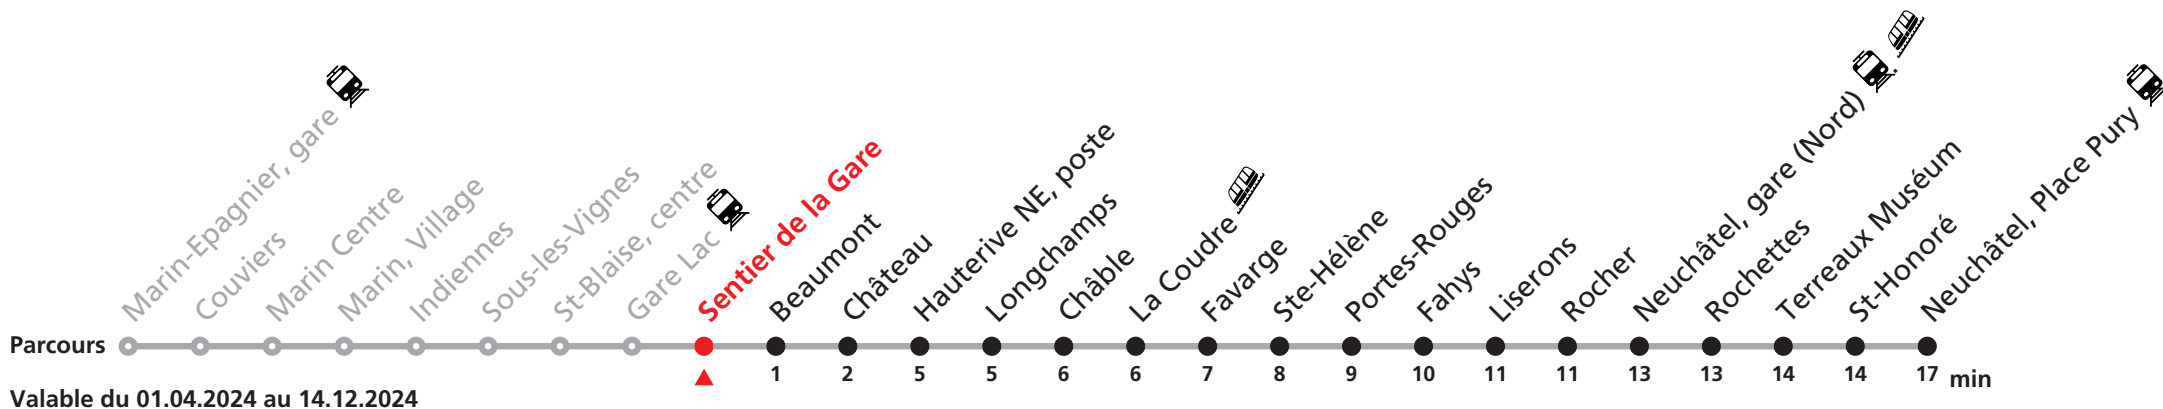 Marin-Epagnier, gare
Couviers
Marin Centre
Marin, Village
Indiennes
Sous-les-Vignes
St-Blaise, centre
Gare Lac
Sentier de la Gare
Beaumont
Château
Hauterive NE, poste
Longchamps
Châble
La Coudre
Favarge
Ste-Hélène
Portes-Rouges
Fahys
Liserons
Rocher
Neuchâtel, gare (Nord)
Rochettes
Terreaux Muséum
St-Honoré
Neuchâtel, Place Pury
Parcours
1 2 5 5 6 6 7 8 9 10 11 11 13 13 14 14 17 min
Valable du 01.04.2024 au 14.12.2024